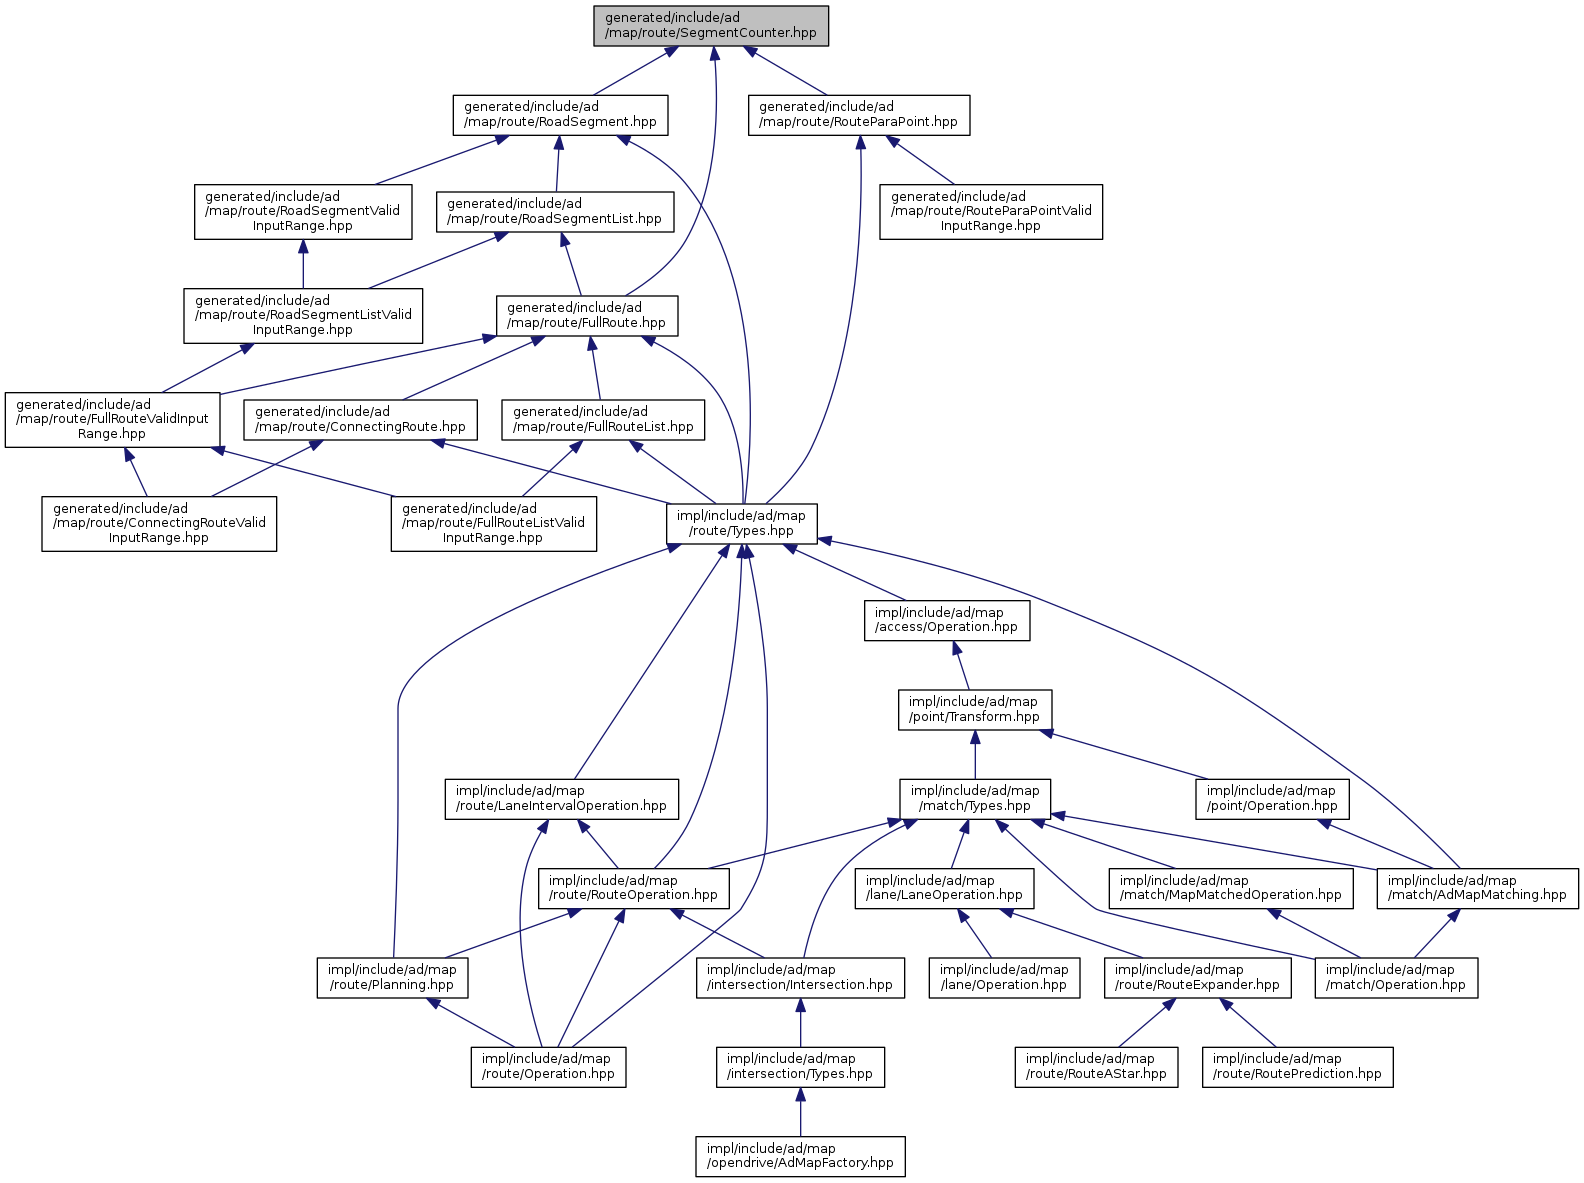 generated/include/ad
/map/route/SegmentCounter.hpp
generated/include/ad
/map/route/RoadSegment.hpp
generated/include/ad
/map/route/RouteParaPoint.hpp
generated/include/ad
/map/route/RoadSegmentValid
InputRange.hpp
generated/include/ad
/map/route/RoadSegmentList.hpp
generated/include/ad
/map/route/RouteParaPointValid
InputRange.hpp
generated/include/ad
/map/route/RoadSegmentListValid
InputRange.hpp
generated/include/ad
/map/route/FullRoute.hpp
generated/include/ad
/map/route/FullRouteValidInput
Range.hpp
generated/include/ad
/map/route/ConnectingRoute.hpp
generated/include/ad
/map/route/FullRouteList.hpp
generated/include/ad
/map/route/ConnectingRouteValid
InputRange.hpp
generated/include/ad
/map/route/FullRouteListValid
InputRange.hpp
impl/include/ad/map
/route/Types.hpp
impl/include/ad/map
/access/Operation.hpp
impl/include/ad/map
/point/Transform.hpp
impl/include/ad/map
/route/LaneIntervalOperation.hpp
impl/include/ad/map
/match/Types.hpp
impl/include/ad/map
/point/Operation.hpp
impl/include/ad/map
/route/RouteOperation.hpp
impl/include/ad/map
/lane/LaneOperation.hpp
impl/include/ad/map
/match/MapMatchedOperation.hpp
impl/include/ad/map
/match/AdMapMatching.hpp
impl/include/ad/map
/route/Planning.hpp
impl/include/ad/map
/intersection/Intersection.hpp
impl/include/ad/map
/lane/Operation.hpp
impl/include/ad/map
/route/RouteExpander.hpp
impl/include/ad/map
/match/Operation.hpp
impl/include/ad/map
/route/Operation.hpp
impl/include/ad/map
/intersection/Types.hpp
impl/include/ad/map
/route/RouteAStar.hpp
impl/include/ad/map
/route/RoutePrediction.hpp
impl/include/ad/map
/opendrive/AdMapFactory.hpp